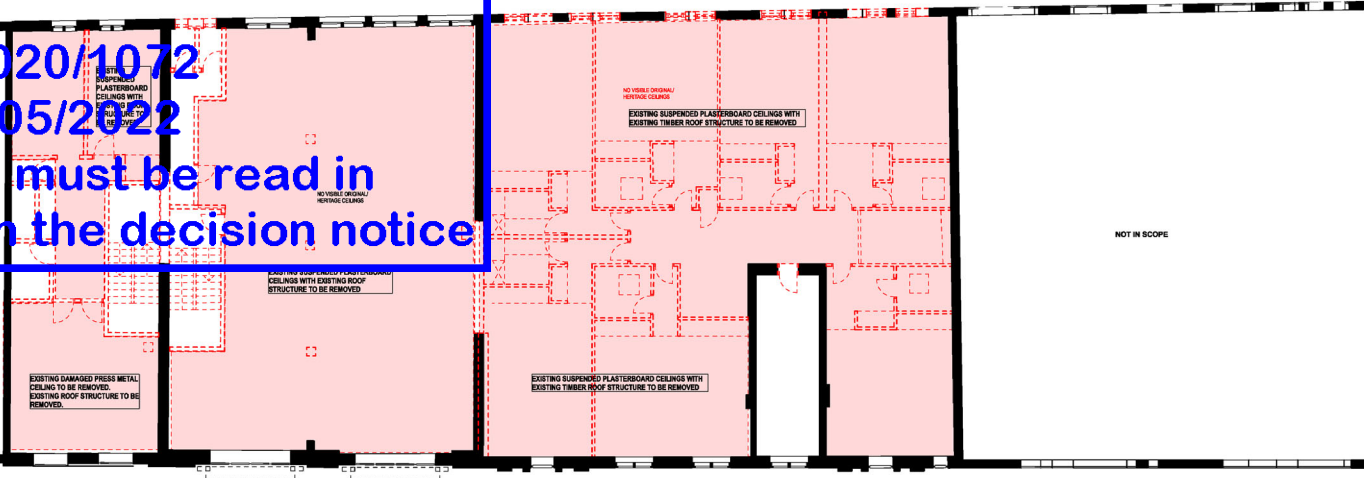 020/1072
05/2022
must be read in
the decision notice
EXISTING
SUSPENDED
PLASTERBOARD
CEILINGS WITH
EXISTING ROOF
STRUCTURE TO
BE REMOVED
NO VISIBLE ORIGINAL/
HERITAGE CEILINGS
EXISTING SUSPENDED PLASTERBOARD
CEILINGS WITH EXISTING ROOF
STRUCTURE TO BE REMOVED
EXISTING DAMAGED PRESS METAL
CEILING TO BE REMOVED.
EXISTING ROOF STRUCTURE TO BE
REMOVED.
NO VISIBLE ORIGINAL/
HERITAGE CEILINGS
EXISTING SUSPENDED PLASTERBOARD CEILINGS WITH
EXISTING TIMBER ROOF STRUCTURE TO BE REMOVED
EXISTING SUSPENDED PLASTERBOARD CEILINGS WITH
EXISTING TIMBER ROOF STRUCTURE TO BE REMOVED
NOT IN SCOPE